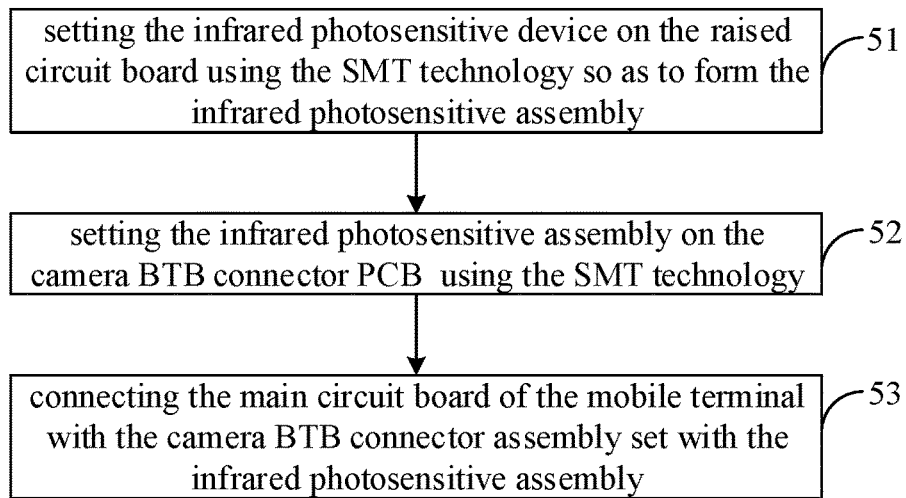 setting the infrared photosensitive device on the raised
circuit board using the SMT technology so as to form the
infrared photosensitive assembly
51
setting the infrared photosensitive assembly on the
camera BTB connector PCB using the SMT technology
52
connecting the main circuit board of the mobile terminal
with the camera BTB connector assembly set with the
infrared photosensitive assembly
53